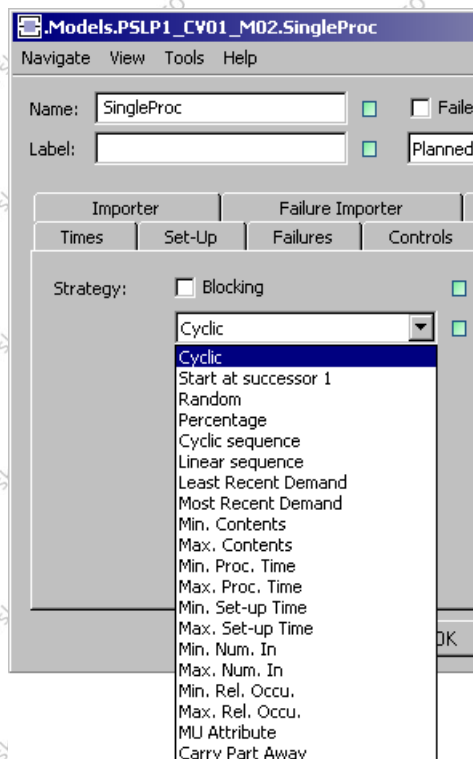 .Models.PSLP1_CV01_M02.SingleProc
Navigate View Tools Help
Name: SingleProc
Label: Planned
Importer Failure Importer
Times Set-Up Failures Controls
Strategy: Blocking
Cyclic
Cyclic
Start at successor 1
Random
Percentage
Cyclic sequence
Linear sequence
Least Recent Demand
Most Recent Demand
Min. Contents
Max. Contents
Min. Proc. Time
Max. Proc. Time
Min. Set-up Time
Max. Set-up Time
Min. Num. In
Max. Num. In
Min. Rel. Occu.
Max. Rel. Occu.
MU Attribute
Carry Part Away